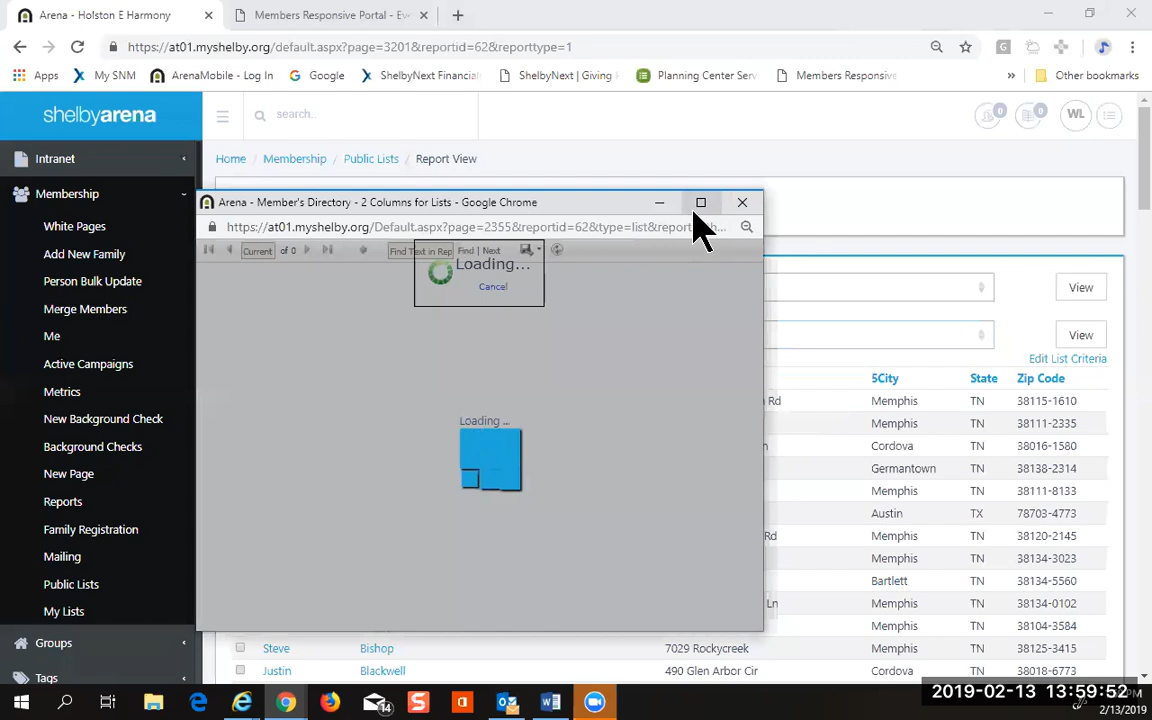 Arena - Holston E Harmony
Members Responsive Portal - Eve
https://at01.myshelby.org/default.aspx?page=3201&reportid=62&reporttype=1
Apps My SNM ArenaMobile - Log In Google ShelbyNext Financial ShelbyNext | Giving Planning Center Serv Members Responsive » Other bookmarks
shelbyarena
search..
0 0 WL
Intranet
Home / Membership / Public Lists / Report View
Membership
Arena - Member's Directory - 2 Columns for Lists - Google Chrome
https://at01.myshelby.org/Default.aspx?page=2355&reportid=62&type=list&report
White Pages
Current of 0 Find Text in Rep Find | Next
Add New Family
Loading...
Cancel
Person Bulk Update
View
Merge Members
Me
View
Active Campaigns
Edit List Criteria
Metrics
5City State Zip Code
Rd Memphis TN 38115-1610
New Background Check
Memphis TN 38111-2335
Loading ...
Background Checks
Cordova TN 38016-1580
New Page
Germantown TN 38138-2314
Memphis TN 38111-8133
Reports
Austin TX 78703-4773
Family Registration
Rd Memphis TN 38120-2145
Mailing
Memphis TN 38134-3023
Public Lists
Bartlett TN 38134-5560
My Lists
Ln Memphis TN 38134-0102
Memphis TN 38104-3584
Groups
Steve Bishop 7029 Rockycreek Memphis TN 38125-3415
Justin Blackwell 490 Glen Arbor Cir Cordova TN 38018-6773
Tags
2019-02-13 13:59:52 PM
14
2/13/2019